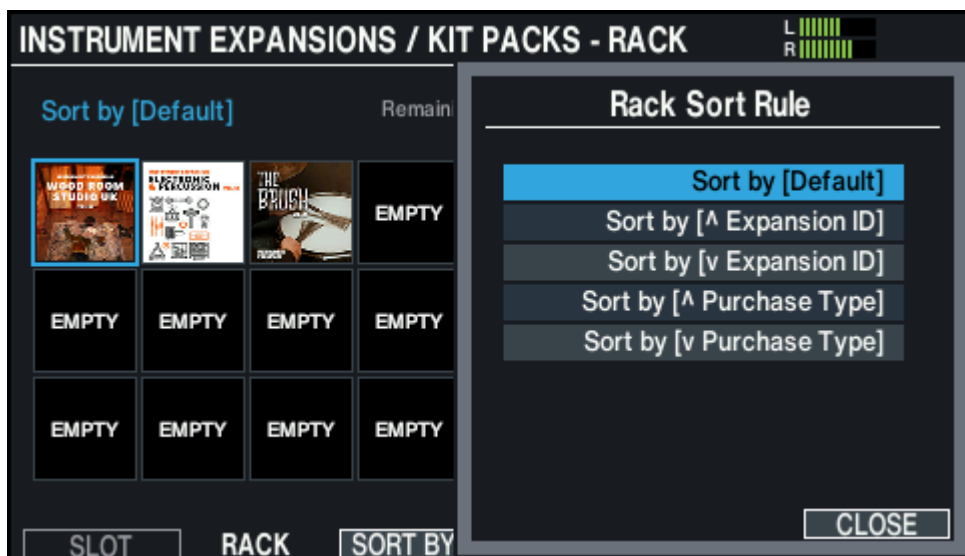 INSTRUMENT EXPANSIONS / KIT PACKS - RACK
L
R
Sort by [Default]
Remain
WOOD ROOM
STUDIO UK
ELECTRONIC
& PERCUSSION
THE
BRUSH
EMPTY
EMPTY
EMPTY
EMPTY
EMPTY
EMPTY
EMPTY
EMPTY
EMPTY
SLOT
RACK
SORT BY
Rack Sort Rule
Sort by [Default]
Sort by [^ Expansion ID]
Sort by [v Expansion ID]
Sort by [^ Purchase Type]
Sort by [v Purchase Type]
CLOSE